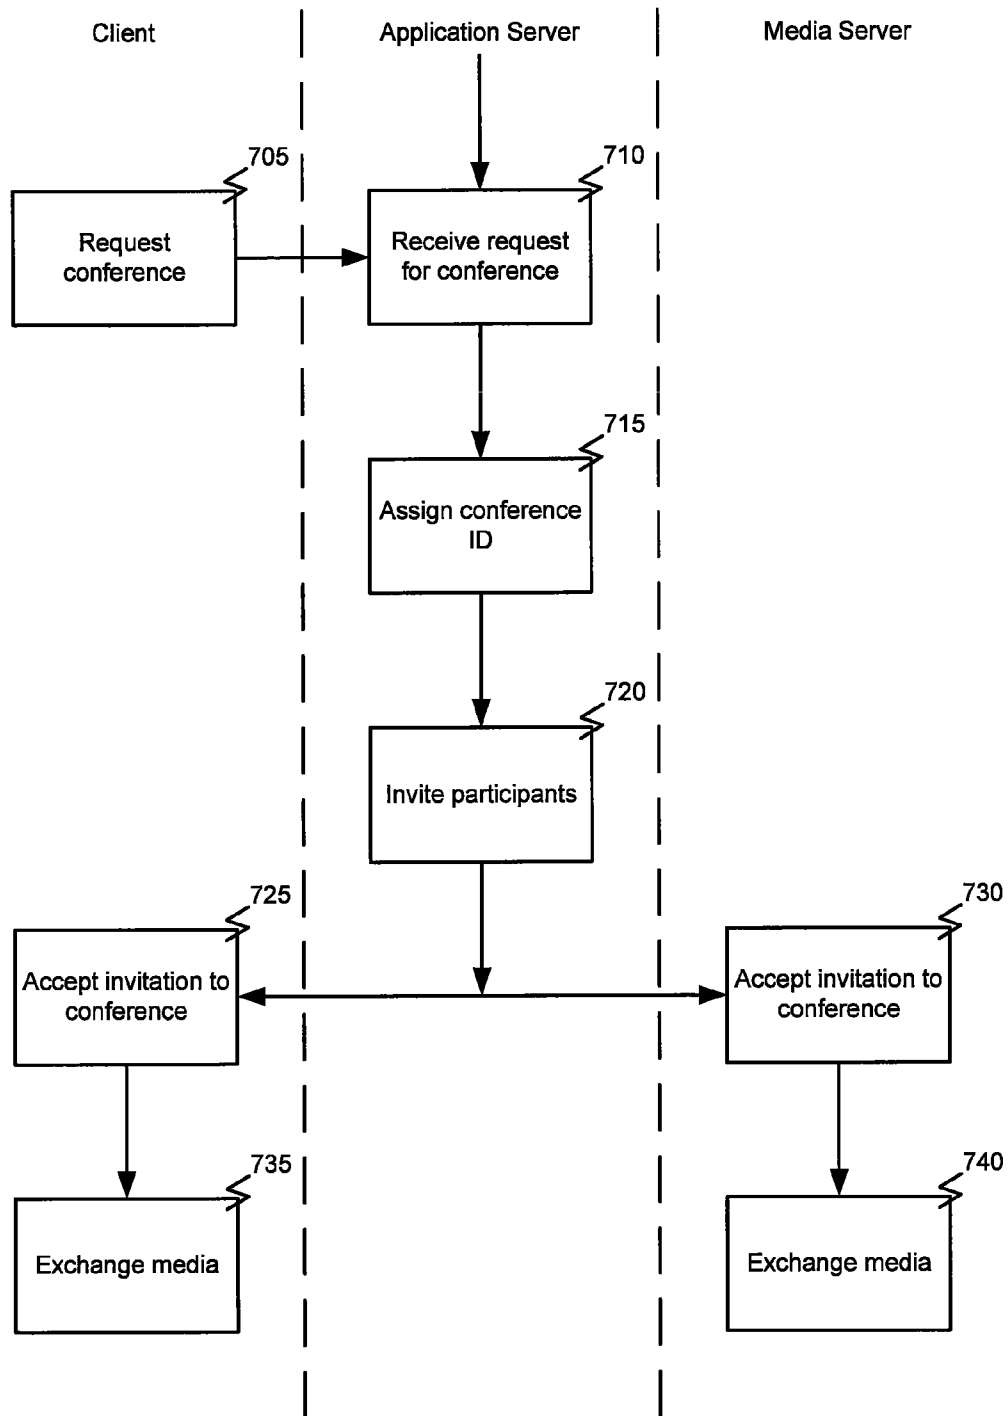 Client
Application Server
Media Server
705
710
Request
conference
Receive request
for conference
715
Assign conference
ID
720
Invite participants
725
730
Accept invitation to
conference
Accept invitation to
conference
735
740
Exchange media
Exchange media